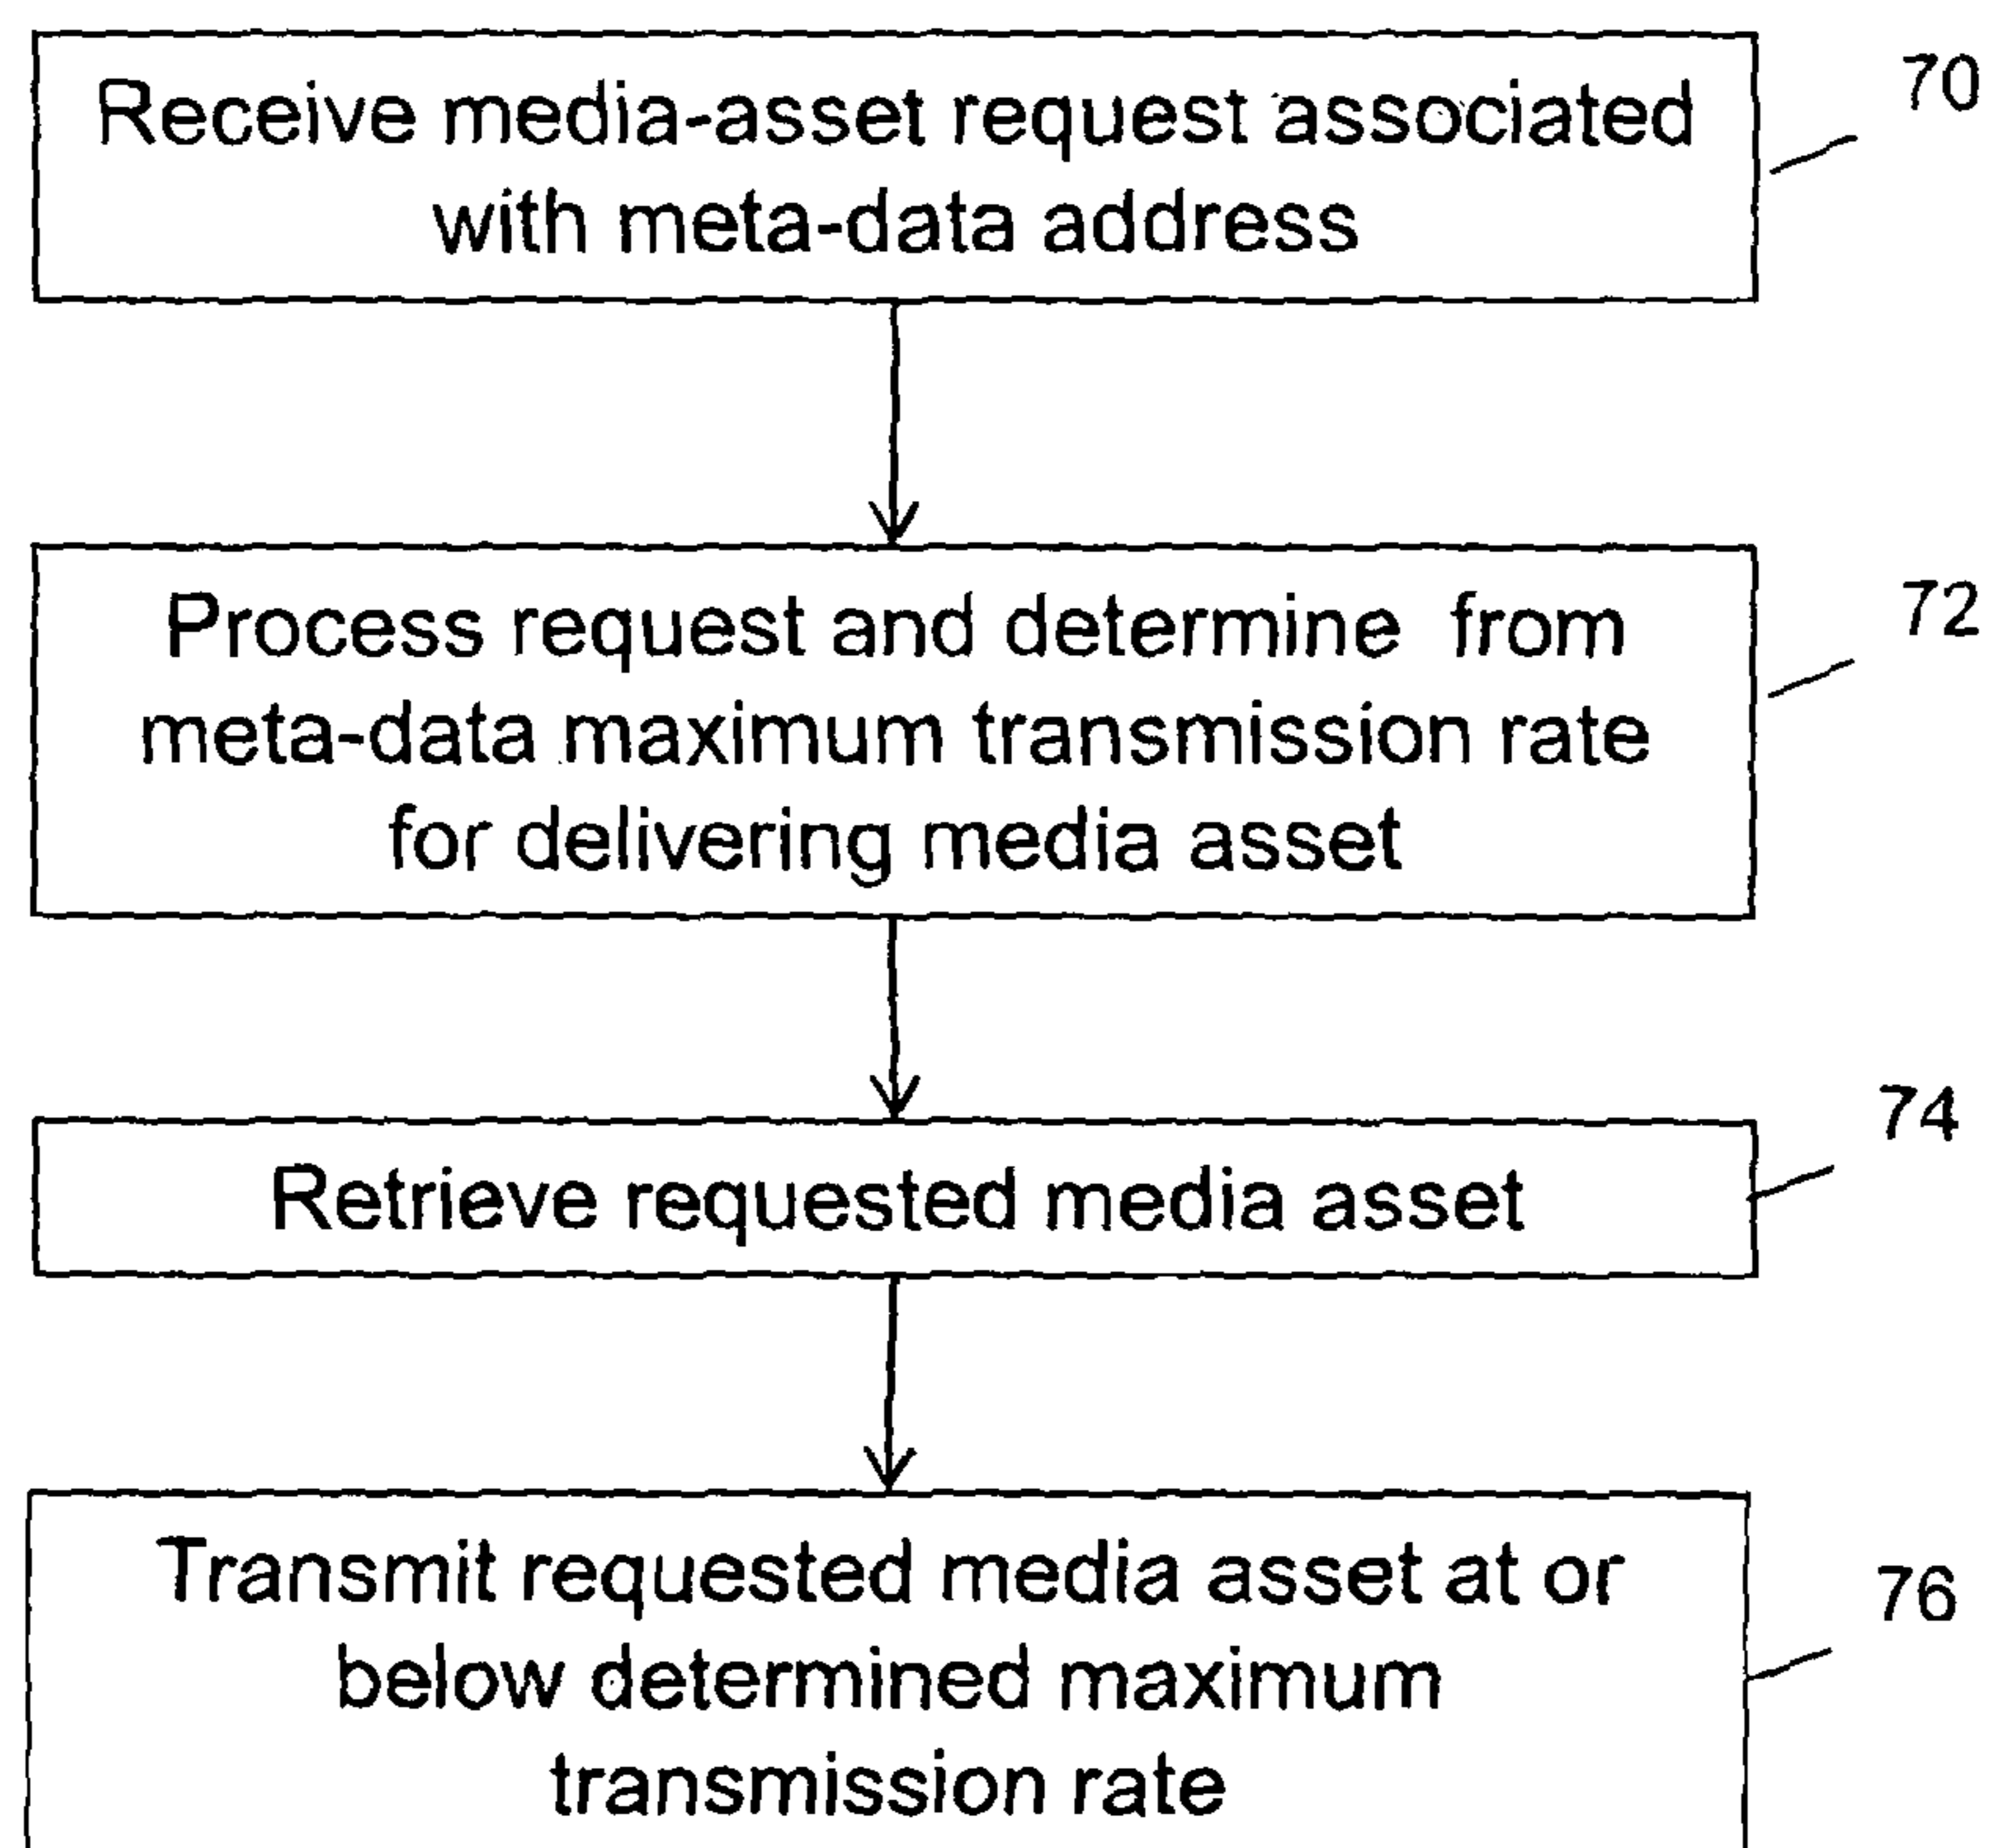 Receive media-asset request associated
with meta-data address
70
Process request and determine from
meta-data maximum transmission rate
for delivering media asset
72
Retrieve requested media asset
74
Transmit requested media asset at or
below determined maximum
transmission rate
76